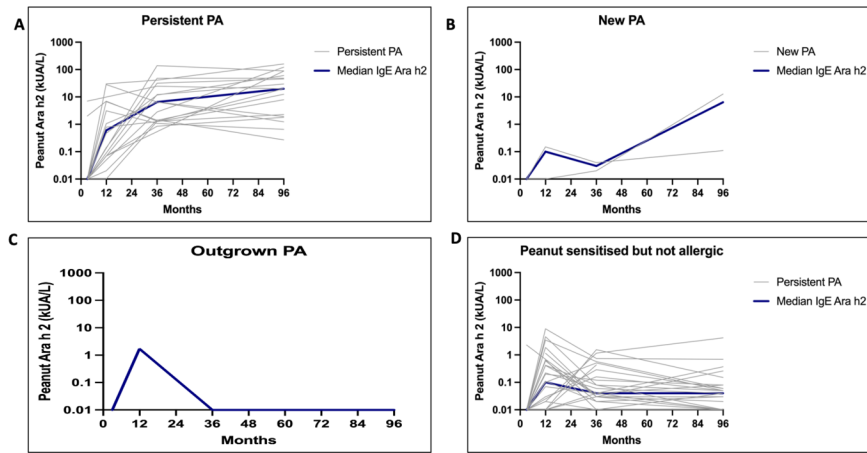 A
Persistent PA
Peanut Ara h2 (kUA/L)
1000
100
10
1
0.1
0.01
0 12 24 36 48 60 72 84 96
Months
Persistent PA
Median IgE Ara h2
B
New PA
Peanut Ara h 2 (kUA/L)
1000
100
10
1
0.1
0.01
0 12 24 36 48 60 72 84 96
Months
New PA
Median IgE Ara h2
C
Outgrown PA
Peanut Ara h 2 (kUA/L)
1000
100
10
1
0.1
0.01
0 12 24 36 48 60 72 84 96
Months
D
Peanut sensitised but not allergic
Peanut Ara h 2 (kUA/L)
1000
100
10
1
0.1
0.01
0 12 24 36 48 60 72 84 96
Months
Persistent PA
Median IgE Ara h2